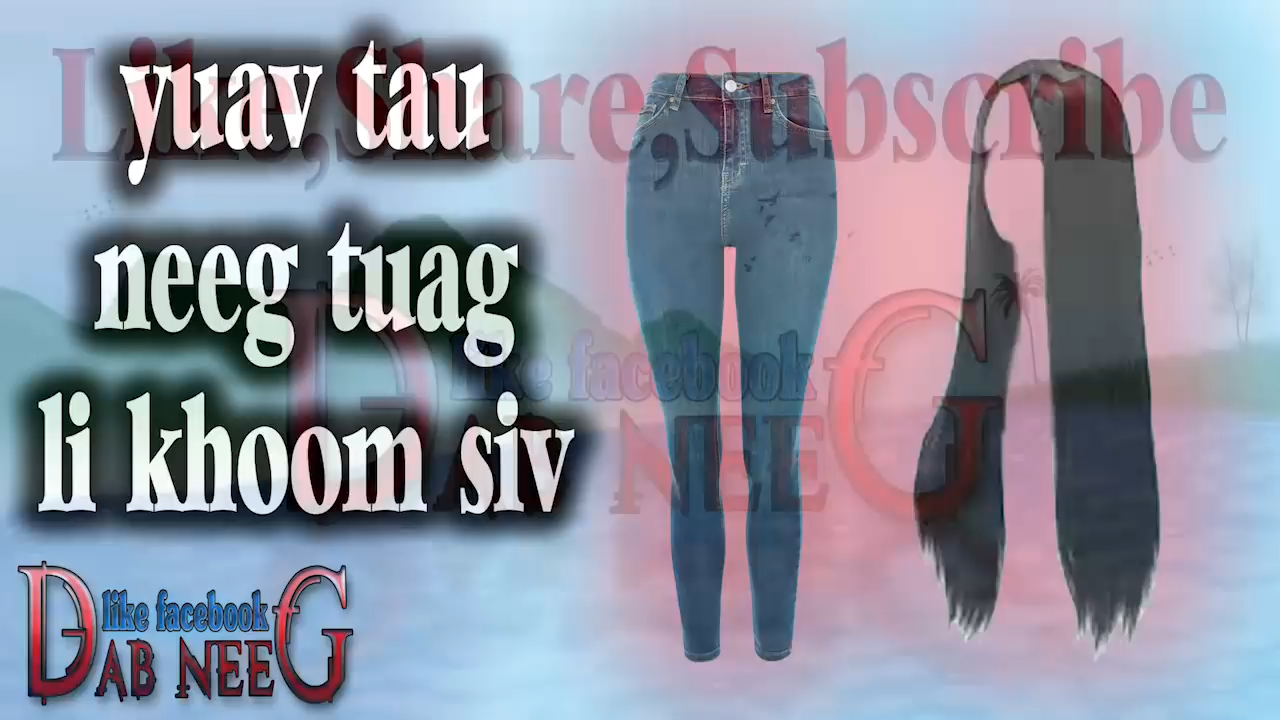 Like,Share,Subscribe
yuav tau
neeg tuag
li khoom siv
like facebook
DAB NEEG
like facebook
DAB NEEG